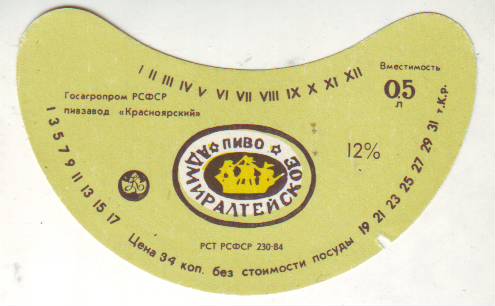 I II III IV V VI VII VIII IX X XI XII
Госагропром РСФСР
пивзавод «Красноярский»
Вместимость
0,5
л
т.к.р.
1 3 5 7 9 11 13 15 17
19 21 23 25 27 29 31
ПИВО
АДМИРАЛТЕЙСКОЕ
12%
РСТ РСФСР 230-84
Цена 34 коп. без стоимости посуды